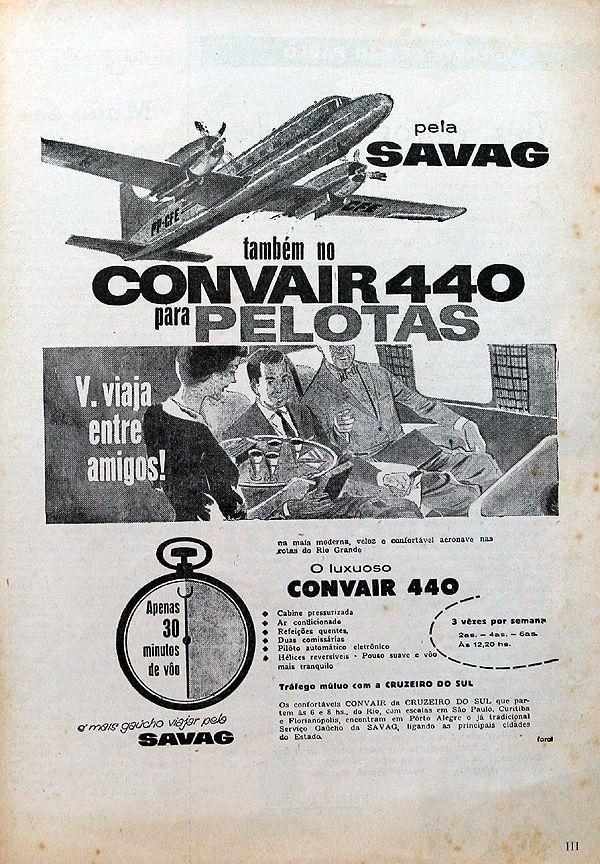 pela
SAVAG
PP-CFE
CFE
também no
CONVAIR 440
para PELOTAS
V. viaja
entre
amigos!
na mais moderna, veloz e confortável aeronave nas
rotas do Rio Grande
O luxuoso
CONVAIR 440
Apenas
30
minutos
de vôo
Cabine pressurizada
Ar condicionado
Refeições quentes,
Duas comissárias
Pilôto automático eletrônico
Hélices reversíveis - Pouso suave e vôo
mais tranquilo
3 vêzes por semana
2as. — 4as. — 6as.
Às 12,20 hs.
Tráfego mútuo com a CRUZEIRO DO SUL
Os confortáveis CONVAIR da CRUZEIRO DO SUL que par-
tem às 6 e 8 hs., do Rio, com escalas em São Paulo, Curitiba
e Florianópolis, encontram em Pôrto Alegre o já tradicional
Serviço Gaúcho da SAVAG, ligando as principais cidades
do Estado.
é mais gaúcho viajar pela
SAVAG
III